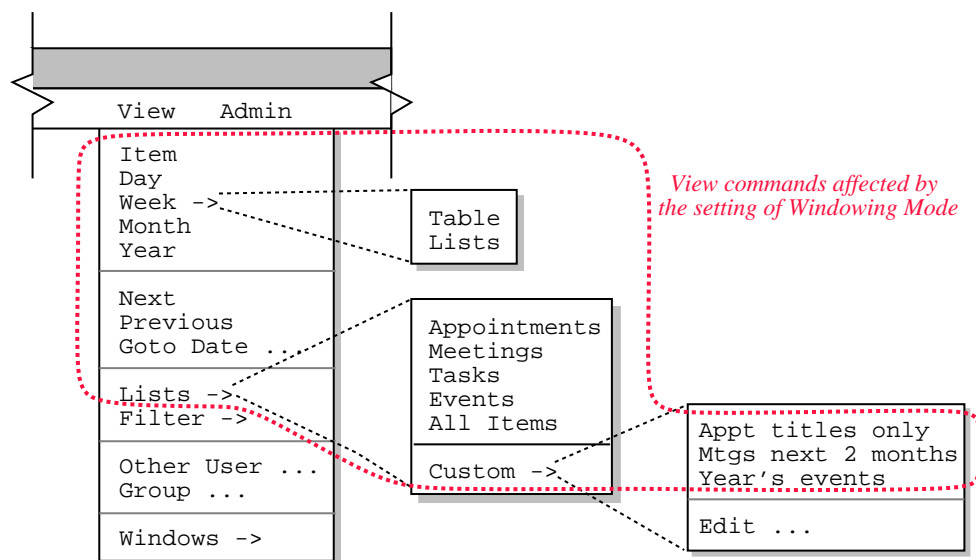 View Admin
Item
Day
Week ->
Month
Year
Next
Previous
Goto Date ...
Lists ->
Filter ->
Other User ...
Group ...
Windows ->
Table
Lists
Appointments
Meetings
Tasks
Events
All Items
Custom ->
Appt titles only
Mtgs next 2 months
Year's events
Edit ...
View commands affected by
the setting of Windowing Mode